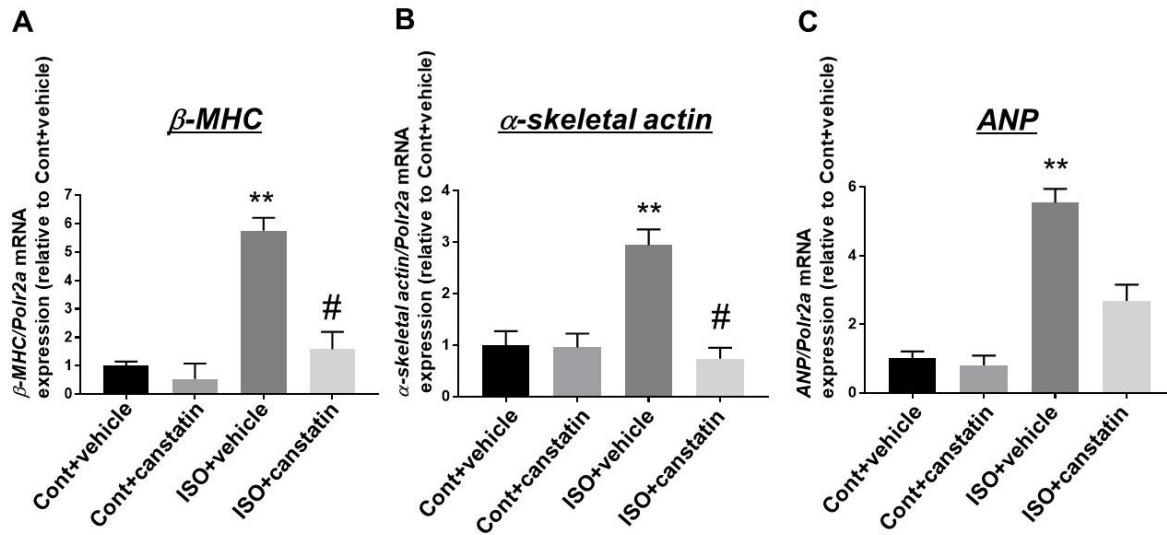 A
β-MHC
β-MHC/Polr2a mRNA
expression (relative to Cont+vehicle)
7
6
5
4
3
2
1
0
**
#
Cont+vehicle
Cont+canstatin
ISO+vehicle
ISO+canstatin
B
α-skeletal actin
α-skeletal actin/Polr2a mRNA
expression (relative to Cont+vehicle)
4
3
2
1
0
**
#
Cont+vehicle
Cont+canstatin
ISO+vehicle
ISO+canstatin
C
ANP
ANP/Polr2a mRNA
expression (relative to Cont+vehicle)
6
4
2
0
**
Cont+vehicle
Cont+canstatin
ISO+vehicle
ISO+canstatin